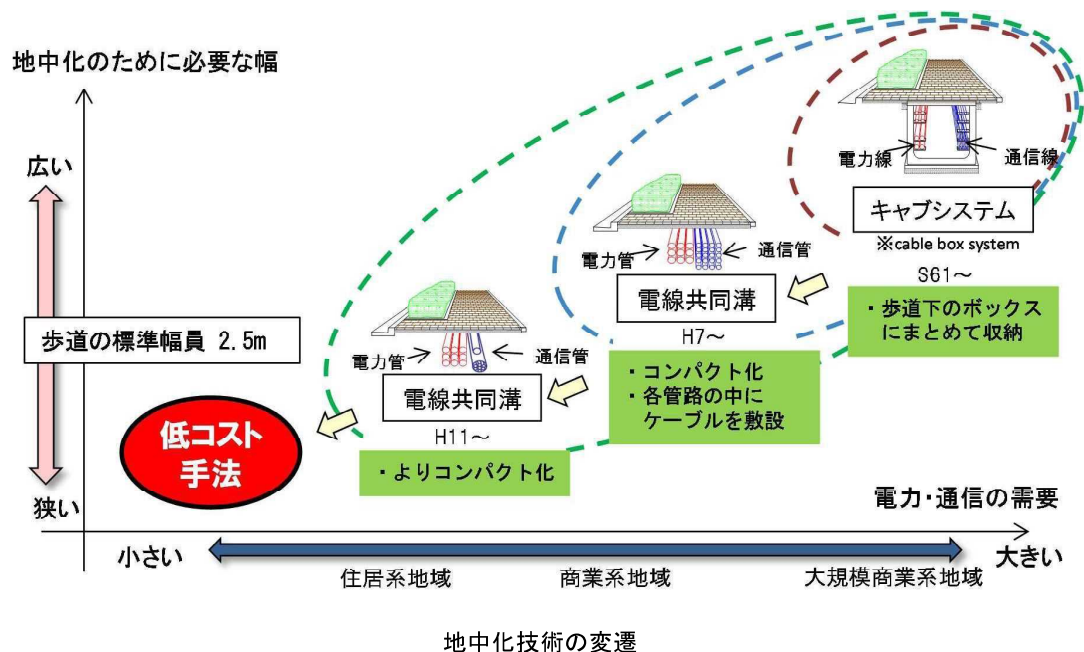 地中化のために必要な幅
広い
狭い
歩道の標準幅員 2.5m
低コスト
手法
電力管
通信管
電線共同溝
H11～
・よりコンパクト化
電力管
通信管
電線共同溝
H7～
・コンパクト化
・各管路の中に
ケーブルを敷設
電力線
通信線
キャブシステム
※cable box system
S61～
・歩道下のボックス
にまとめて収納
電力・通信の需要
小さい
大きい
住居系地域
商業系地域
大規模商業系地域
地中化技術の変遷